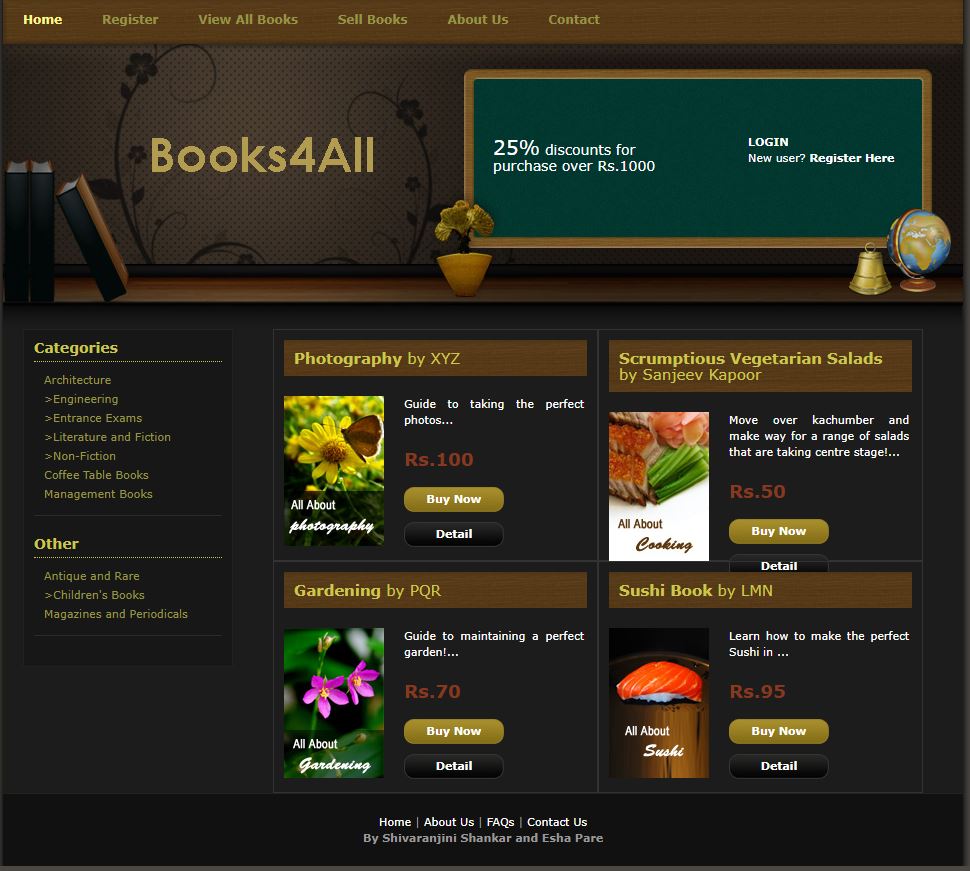 Home Register View All Books Sell Books About Us Contact
Books4All
25% discounts for
purchase over Rs.1000
LOGIN
New user? Register Here
Categories
Architecture
>Engineering
>Entrance Exams
>Literature and Fiction
>Non-Fiction
Coffee Table Books
Management Books
Other
Antique and Rare
>Children's Books
Magazines and Periodicals
Photography by XYZ
All About
photography
Guide to taking the perfect
photos...
Rs.100
Buy Now
Detail
Scrumptious Vegetarian Salads
by Sanjeev Kapoor
All About
Cooking
Move over kachumber and
make way for a range of salads
that are taking centre stage!...
Rs.50
Buy Now
Detail
Gardening by PQR
All About
Gardening
Guide to maintaining a perfect
garden!...
Rs.70
Buy Now
Detail
Sushi Book by LMN
All About
Sushi
Learn how to make the perfect
Sushi in ...
Rs.95
Buy Now
Detail
Home | About Us | FAQs | Contact Us
By Shivaranjini Shankar and Esha Pare